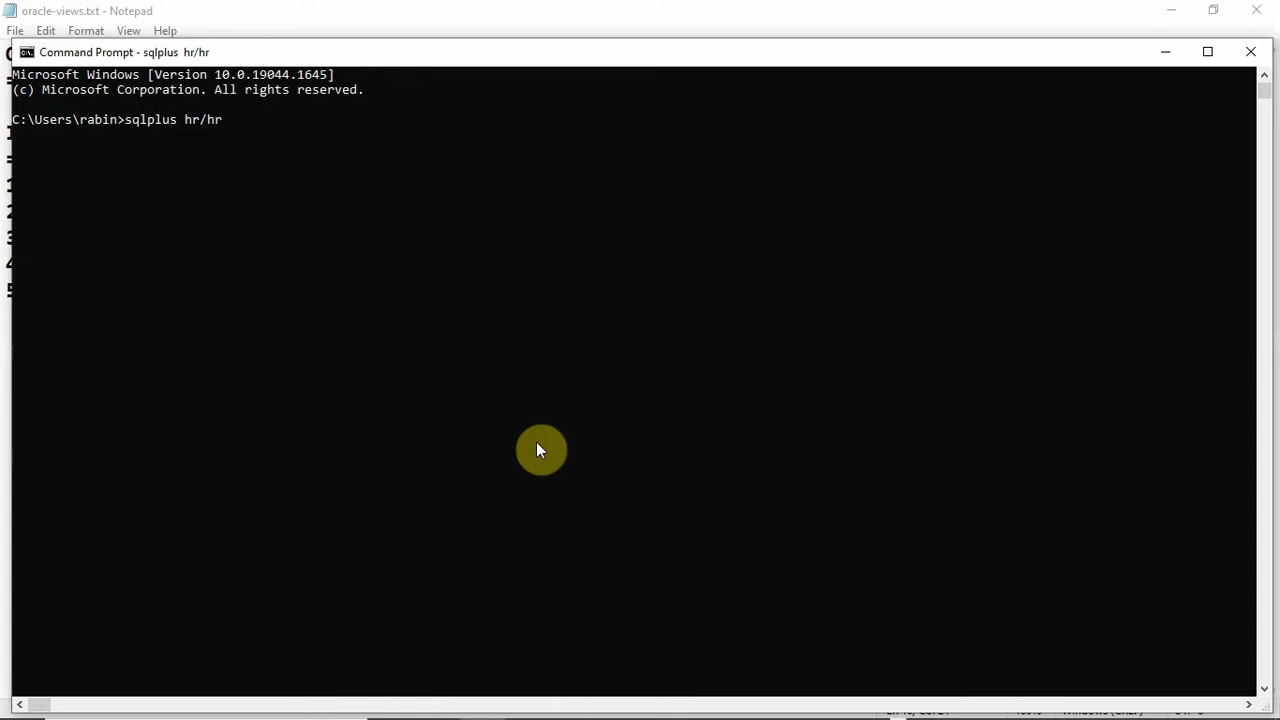 oracle-views.txt - Notepad
File Edit Format View Help
Command Prompt - sqlplus hr/hr
Microsoft Windows [Version 10.0.19044.1645]
(c) Microsoft Corporation. All rights reserved.
C:\Users\rabin>sqlplus hr/hr